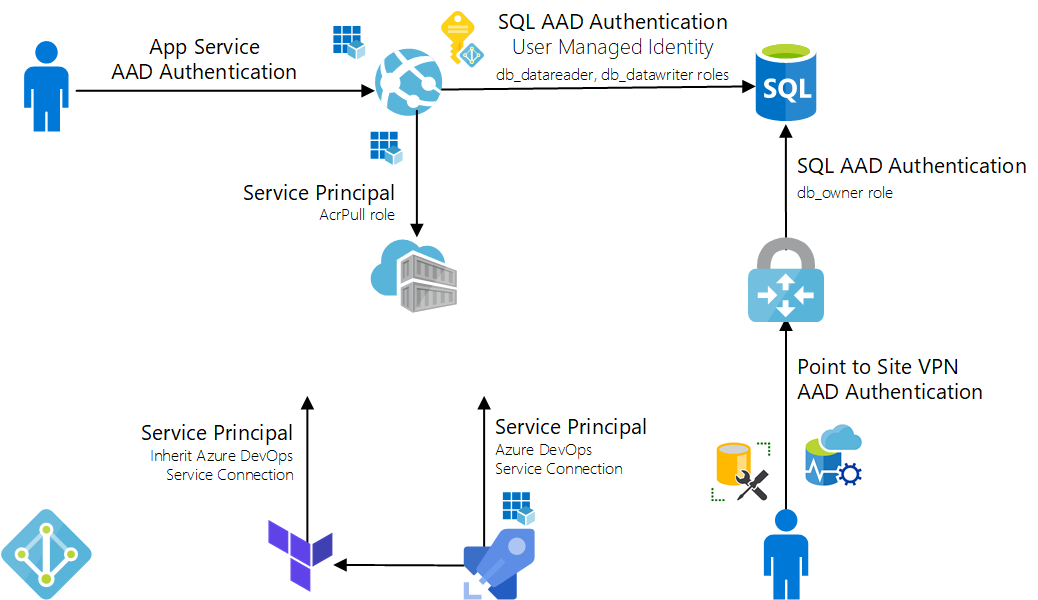 App Service
AAD Authentication
SQL AAD Authentication
User Managed Identity
db_datareader, db_datawriter roles
SQL
Service Principal
AcrPull role
SQL AAD Authentication
db_owner role
Point to Site VPN
AAD Authentication
Service Principal
Inherit Azure DevOps
Service Connection
Service Principal
Azure DevOps
Service Connection